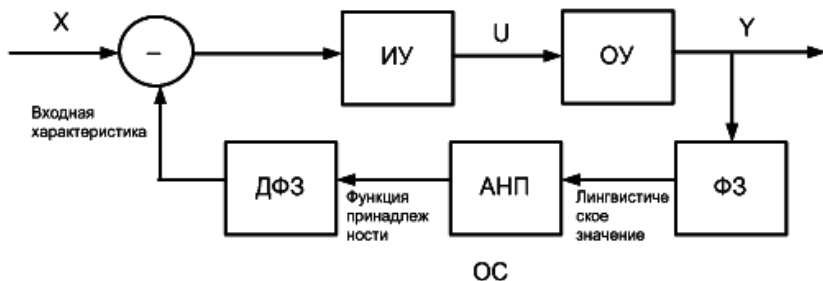 X
–
ИУ
U
ОУ
Y
Входная
характеристика
ДФЗ
Функция
принадлеж
ности
АНП
Лингвистиче
ское
значение
ФЗ
ОС